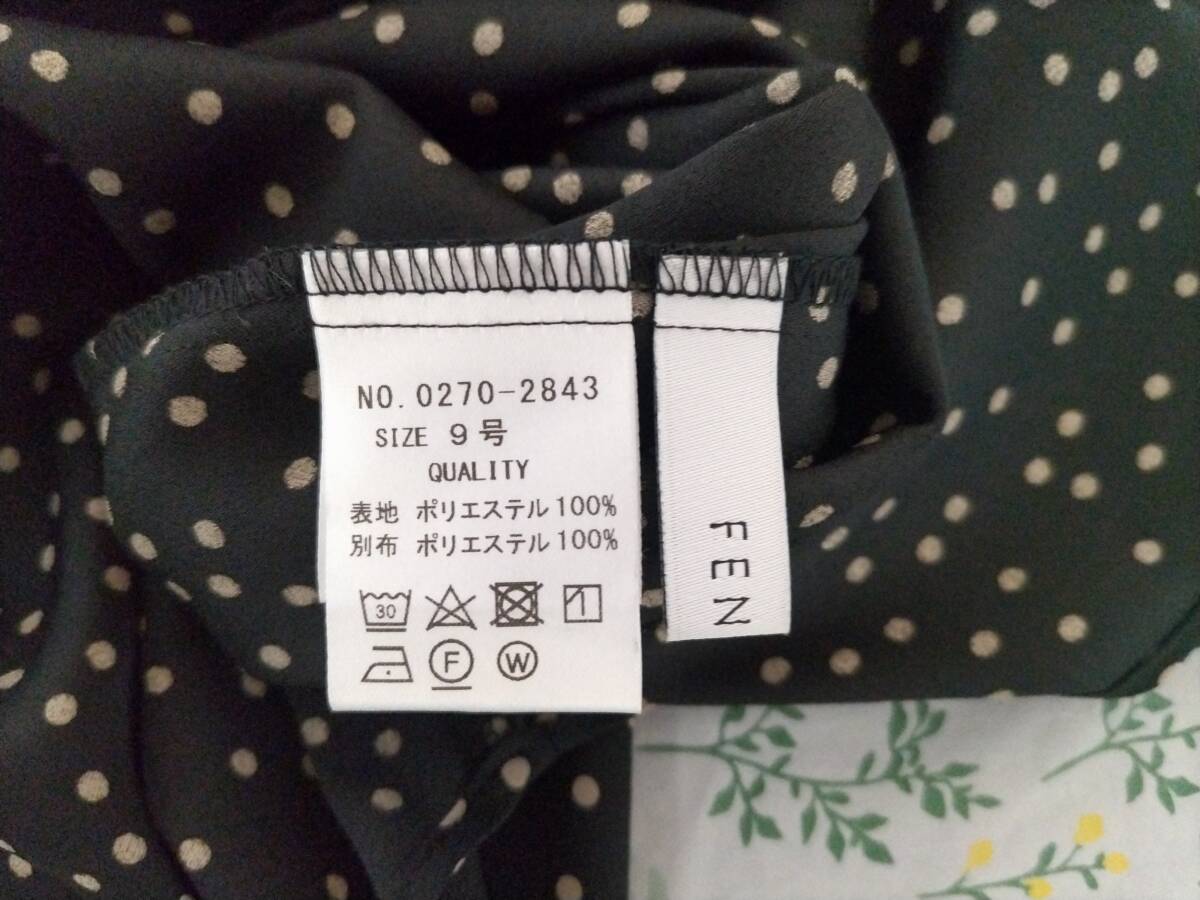 NO. 0270-2843
SIZE 9号
QUALITY
表地 ポリエステル100%
別布 ポリエステル100%
30
F
W
FEN